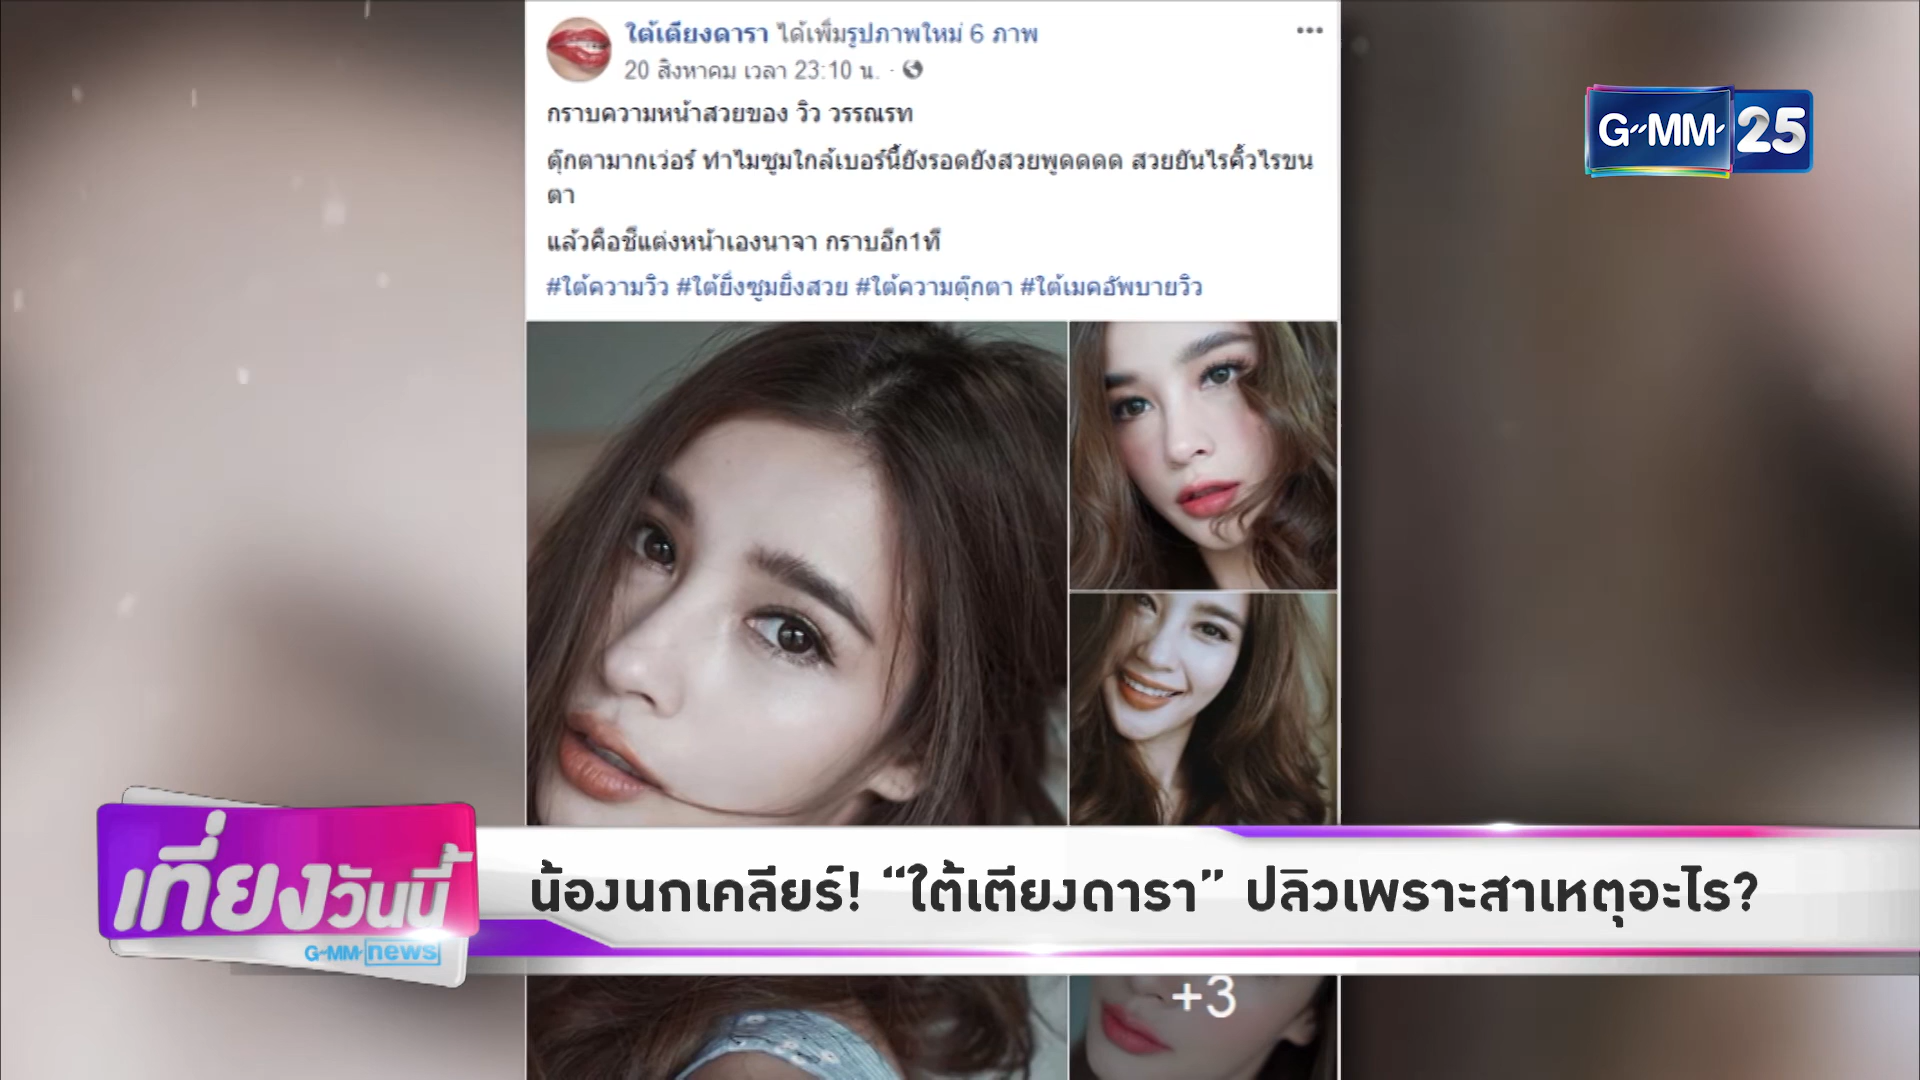 ใต้เตียงดารา ได้เพิ่มรูปภาพใหม่ 6 ภาพ
20 สิงหาคม เวลา 23:10 น. ·
กราบความหน้าสวยของ วิว วรรณรท
ตุ๊กตามากเว่อร์ ทำไมซูมใกล้เบอร์นี้ยังรอดยังสวยพูดดดด สวยยันไรคิ้วไรขน
ตา
แล้วคือชีแต่งหน้าเองนาจา กราบอีก1ที
#ใต้ความวิว #ใต้ยิ่งซูมยิ่งสวย #ใต้ความตุ๊กตา #ใต้เมคอัพบายวิว
GMM 25
เที่ยงวันนี้
GMM news
น้องนกเคลียร์! “ใต้เตียงดารา” ปลิวเพราะสาเหตุอะไร?
+3